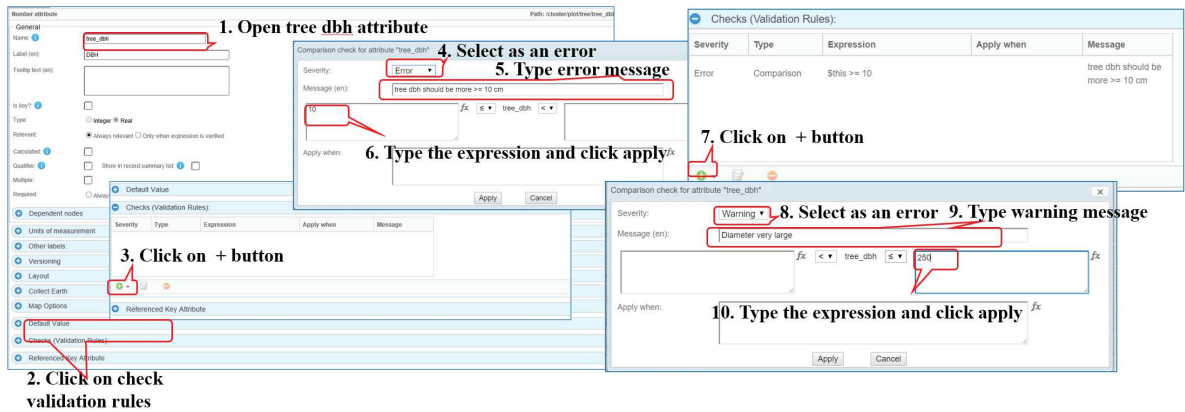 Number attribute
Path: /cluster/plot/tree/tree_dbh
General
1. Open tree dbh attribute
Name:
tree_dbh
Label (en):
DBH
Tooltip text (en):
Is key?
Type:
Integer Real
Relevant:
Always relevant Only when expression is verified
Calculated:
Qualifier:
Show in record summary list:
Multiple:
Required:
Always
Dependent nodes
Units of measurement
Other labels:
Versioning
Layout
Collect Earth
Map Options
Default Value
Checks (Validation Rules):
Referenced Key Attribute
2. Click on check
validation rules
Default Value
Checks (Validation Rules):
Severity Type Expression Apply when Message
3. Click on + button
Referenced Key Attribute
Comparison check for attribute "tree_dbh"
4. Select as an error
Severity:
Error
5. Type error message
Message (en):
tree dbh should be more >= 10 cm
10
fx ≤ tree_dbh <
6. Type the expression and click apply
fx
Apply when:
Apply Cancel
Checks (Validation Rules):
Severity Type Expression Apply when Message
Error Comparison $this >= 10
tree dbh should be
more >= 10 cm
7. Click on + button
Comparison check for attribute "tree_dbh"
×
Severity:
Warning
8. Select as an error 9. Type warning message
Message (en):
Diameter very large
fx < tree_dbh ≤ 250 fx
Apply when:
10. Type the expression and click apply
fx
Apply Cancel